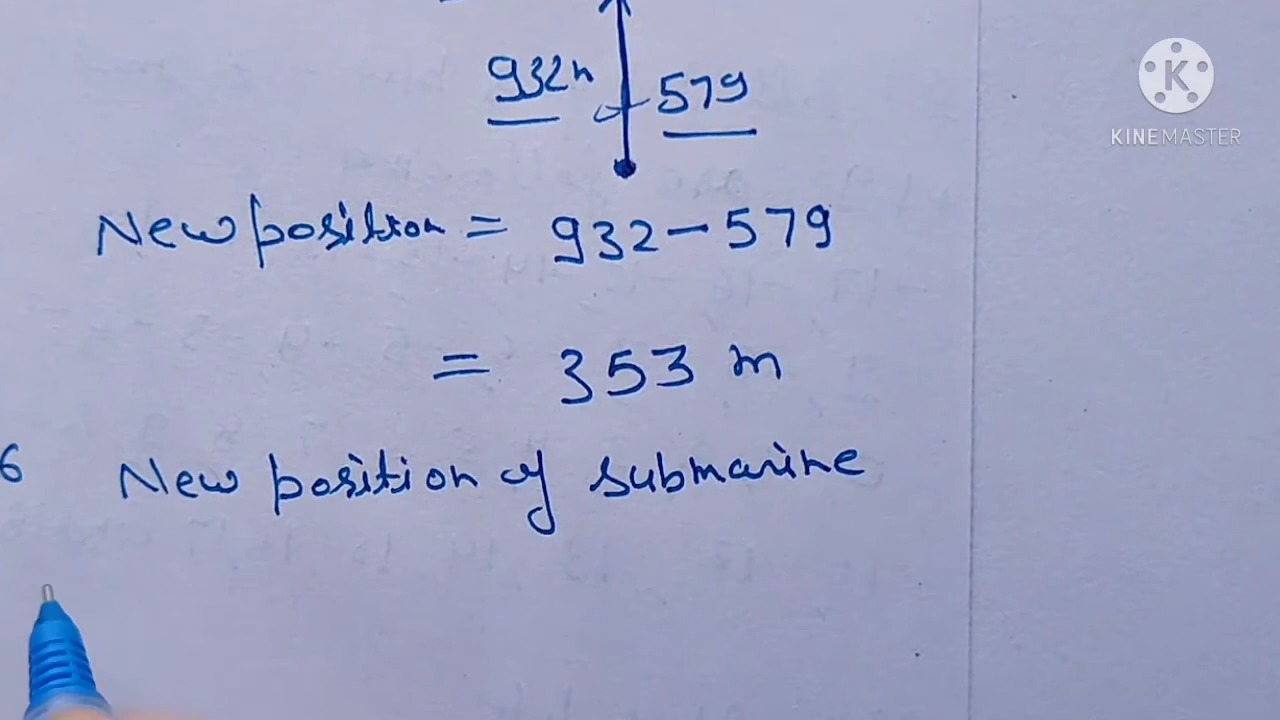 932m 579
New position = 932-579
= 353 m
6 New position of submarine
KINEMASTER